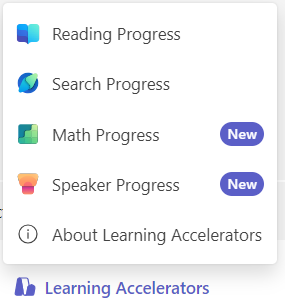 Reading Progress
Search Progress
Math Progress New
Speaker Progress New
About Learning Accelerators
Learning Accelerators